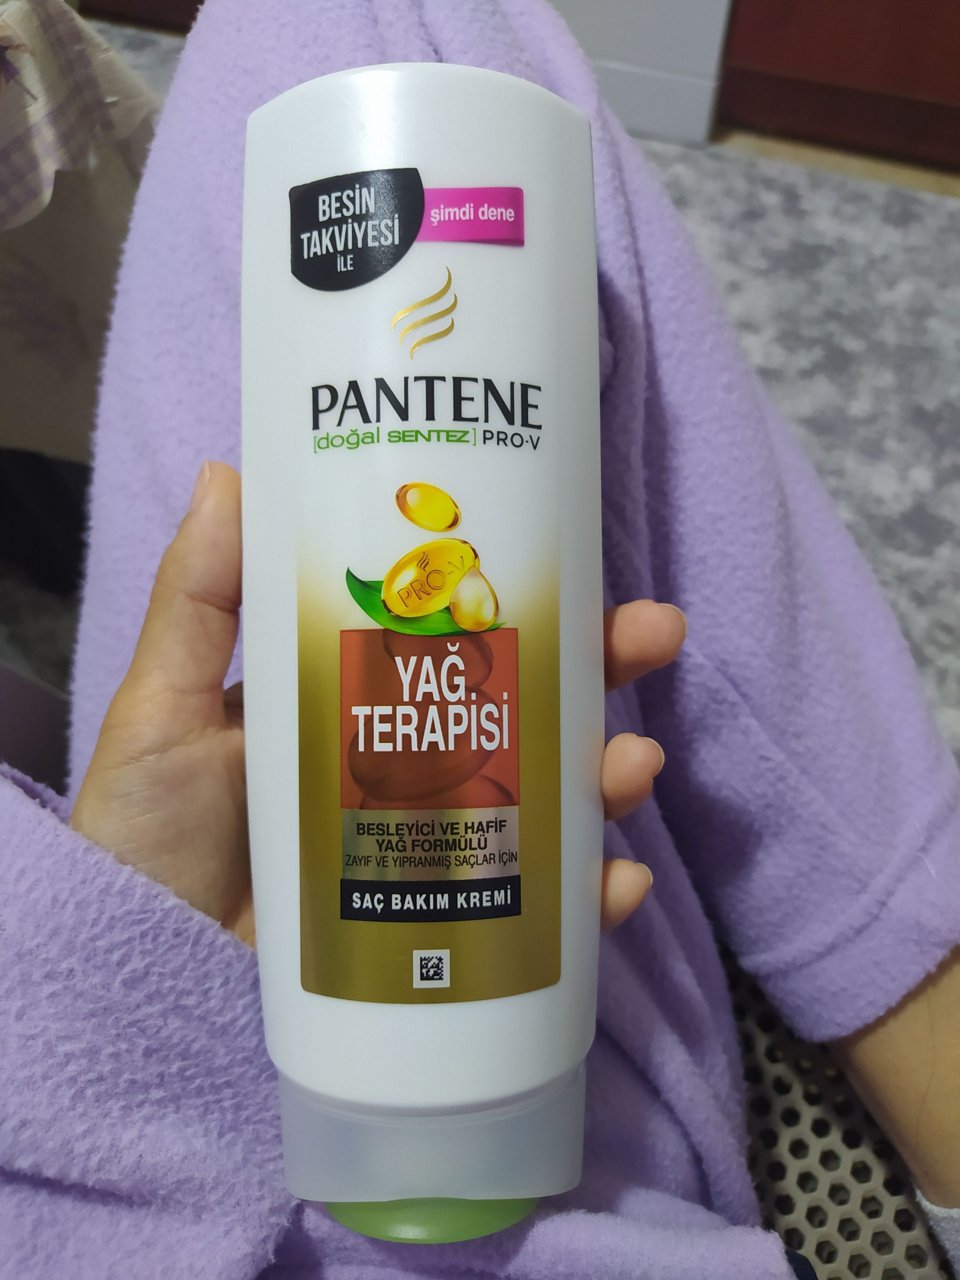 BESİN
TAKVİYESİ
İLE
şimdi dene
PANTENE
[doğal SENTEZ] PRO-V
PRO-V
YAĞ
TERAPİSİ
BESLEYİCİ VE HAFİF
YAĞ FORMÜLÜ
ZAYIF VE YIPRANMIŞ SAÇLAR İÇİN
SAÇ BAKIM KREMİ